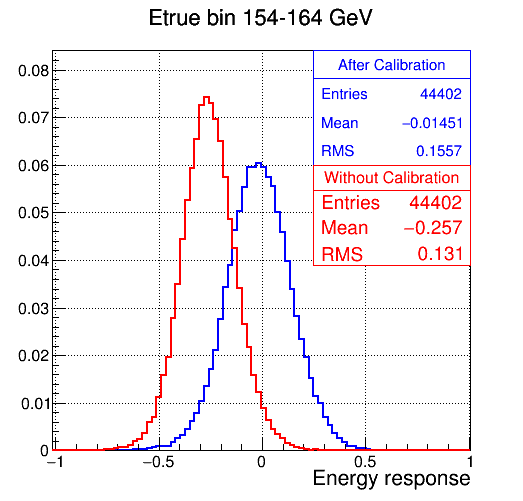 Etrue bin 154-164 GeV
After Calibration
Entries 44402
Mean −0.01451
RMS 0.1557
Without Calibration
Entries 44402
Mean −0.257
RMS 0.131
0.08
0.07
0.06
0.05
0.04
0.03
0.02
0.01
0
−1 −0.5 0 0.5 1
Energy response